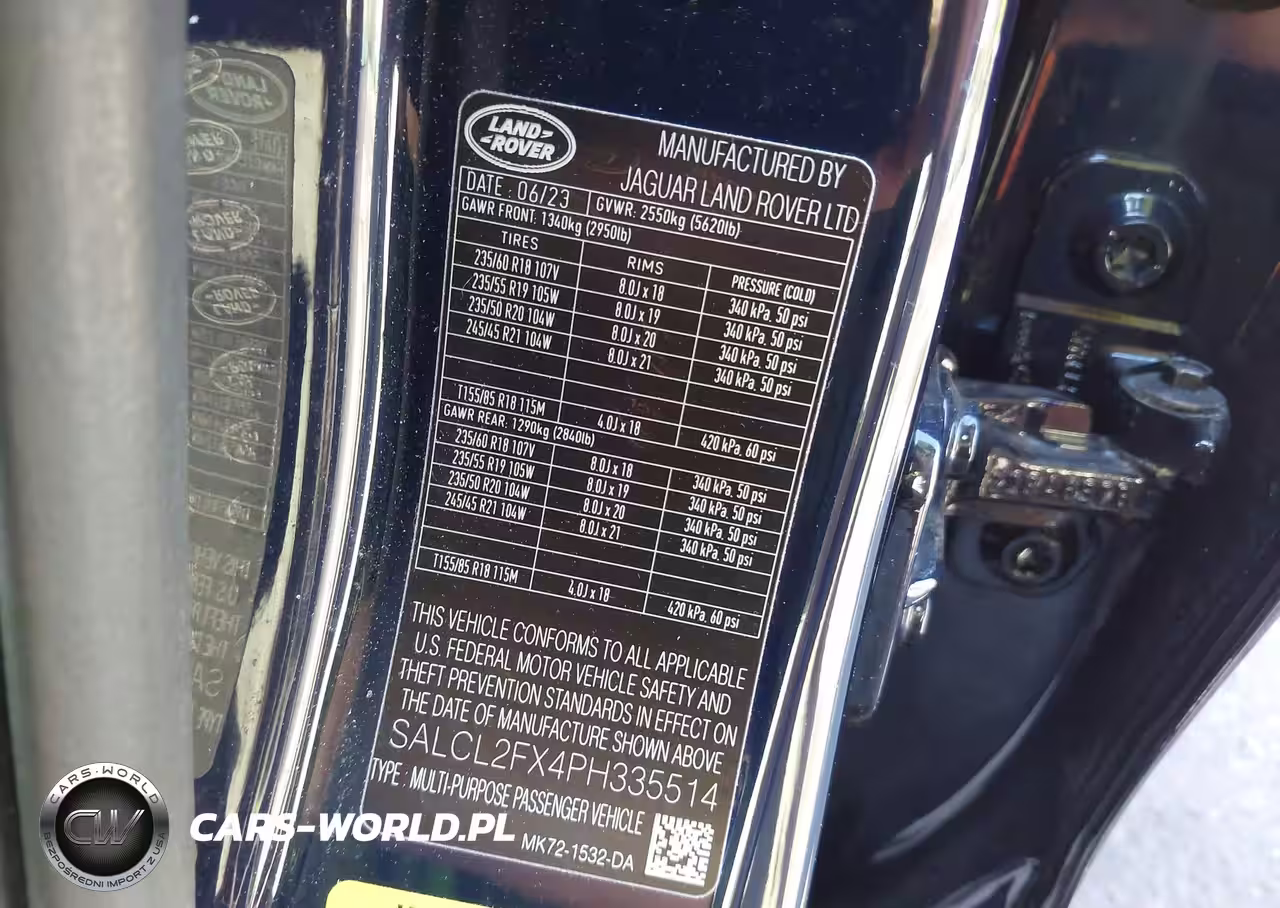 LAND-
-ROVER
MANUFACTURED BY
JAGUAR LAND ROVER LTD
DATE : 06/23 GVWR: 2550kg (5620lb)
GAWR FRONT: 1340kg (2950lb)
TIRES RIMS PRESSURE (COLD)
235/60 R18 107V 8.0J x 18 340 kPa, 50 psi
235/55 R19 105W 8.0J x 19 340 kPa, 50 psi
235/50 R20 104W 8.0J x 20 340 kPa, 50 psi
245/45 R21 104W 8.0J x 21 340 kPa, 50 psi
T155/85 R18 115M 4.0J x 18 420 kPa, 60 psi
GAWR REAR: 1290kg (2840lb)
235/60 R18 107V 8.0J x 18 340 kPa, 50 psi
235/55 R19 105W 8.0J x 19 340 kPa, 50 psi
235/50 R20 104W 8.0J x 20 340 kPa, 50 psi
245/45 R21 104W 8.0J x 21 340 kPa, 50 psi
T155/85 R18 115M 4.0J x 18 420 kPa, 60 psi
THIS VEHICLE CONFORMS TO ALL APPLICABLE
U.S. FEDERAL MOTOR VEHICLE SAFETY AND
THEFT PREVENTION STANDARDS IN EFFECT ON
THE DATE OF MANUFACTURE SHOWN ABOVE
SALCL2FX4PH335514
TYPE : MULTI-PURPOSE PASSENGER VEHICLE
MK72-1532-DA
CARS-WORLD
CW
BEZPOŚREDNI IMPORT Z USA
CARS-WORLD.PL